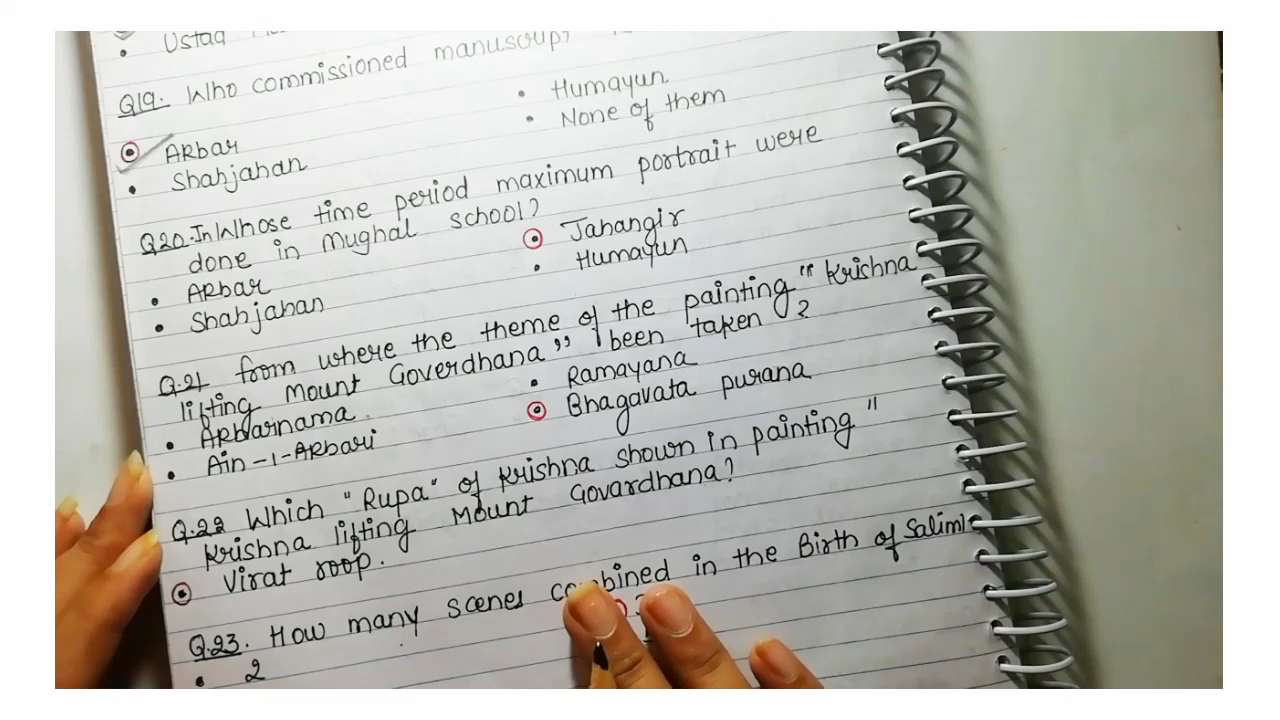 Ustad
Q19. Who commissioned manuscript
Akbar
Shahjahan
Humayun
None of them
Q20. In Whose time period maximum portrait were
done in Mughal school?
Akbar
Shahjahan
Jahangir
Humayun
Q.21 from where the theme of the painting "Krishna
lifting Mount Goverdhana" been taken ?
Akbarnama
Ain-i-Akbari
Ramayana
Bhagavata purana
Q.22 Which "Rupa" of Krishna shown in painting "
Krishna lifting Mount Govardhana?
Virat roop.
Q.23. How many scenes combined in the Birth of Salim
2